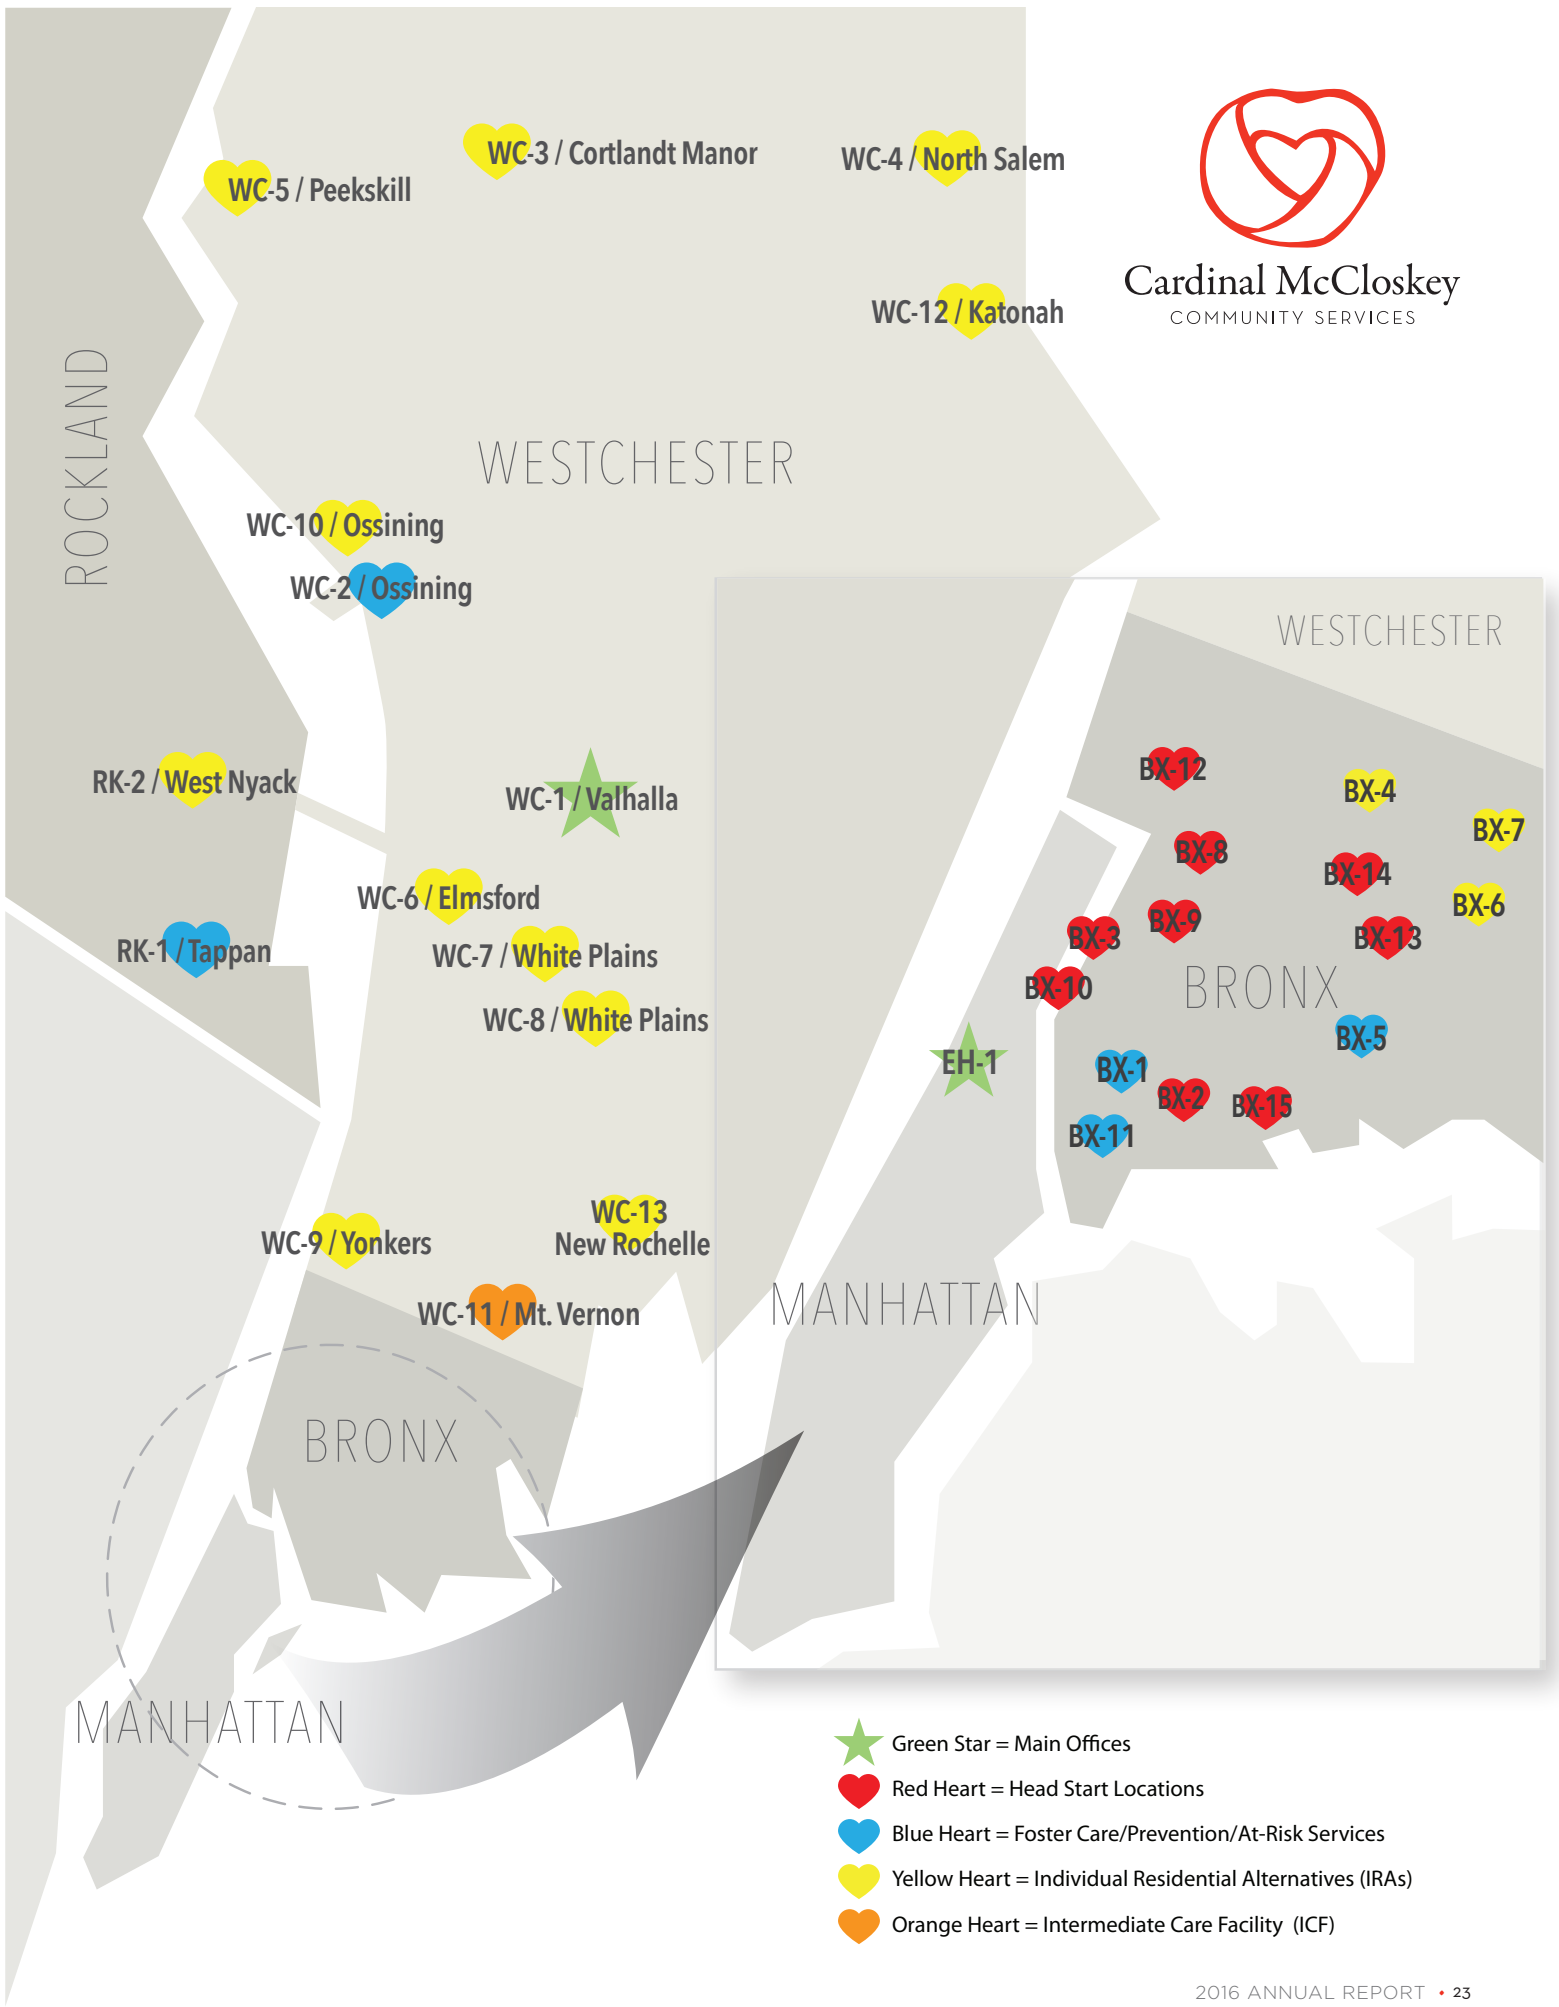 WC-3 / Cortlandt Manor
WC-4 / North Salem
WC-5 / Peekskill
Cardinal McCloskey
COMMUNITY SERVICES
WC-12 / Katonah
ROCKLAND
WESTCHESTER
WC-10 / Ossining
WC-2 / Ossining
WESTCHESTER
RK-2 / West Nyack
WC-1 / Valhalla
BX-12
BX-4
BX-7
BX-8
BX-14
WC-6 / Elmsford
BX-6
BX-9
BX-3
BX-13
RK-1 / Tappan
WC-7 / White Plains
BX-10
BRONX
WC-8 / White Plains
BX-5
EH-1
BX-1
BX-2
BX-15
BX-11
WC-13
New Rochelle
WC-9 / Yonkers
MANHATTAN
WC-11 / Mt. Vernon
BRONX
MANHATTAN
Green Star = Main Offices
Red Heart = Head Start Locations
Blue Heart = Foster Care/Prevention/At-Risk Services
Yellow Heart = Individual Residential Alternatives (IRAs)
Orange Heart = Intermediate Care Facility (ICF)
2016 ANNUAL REPORT • 23